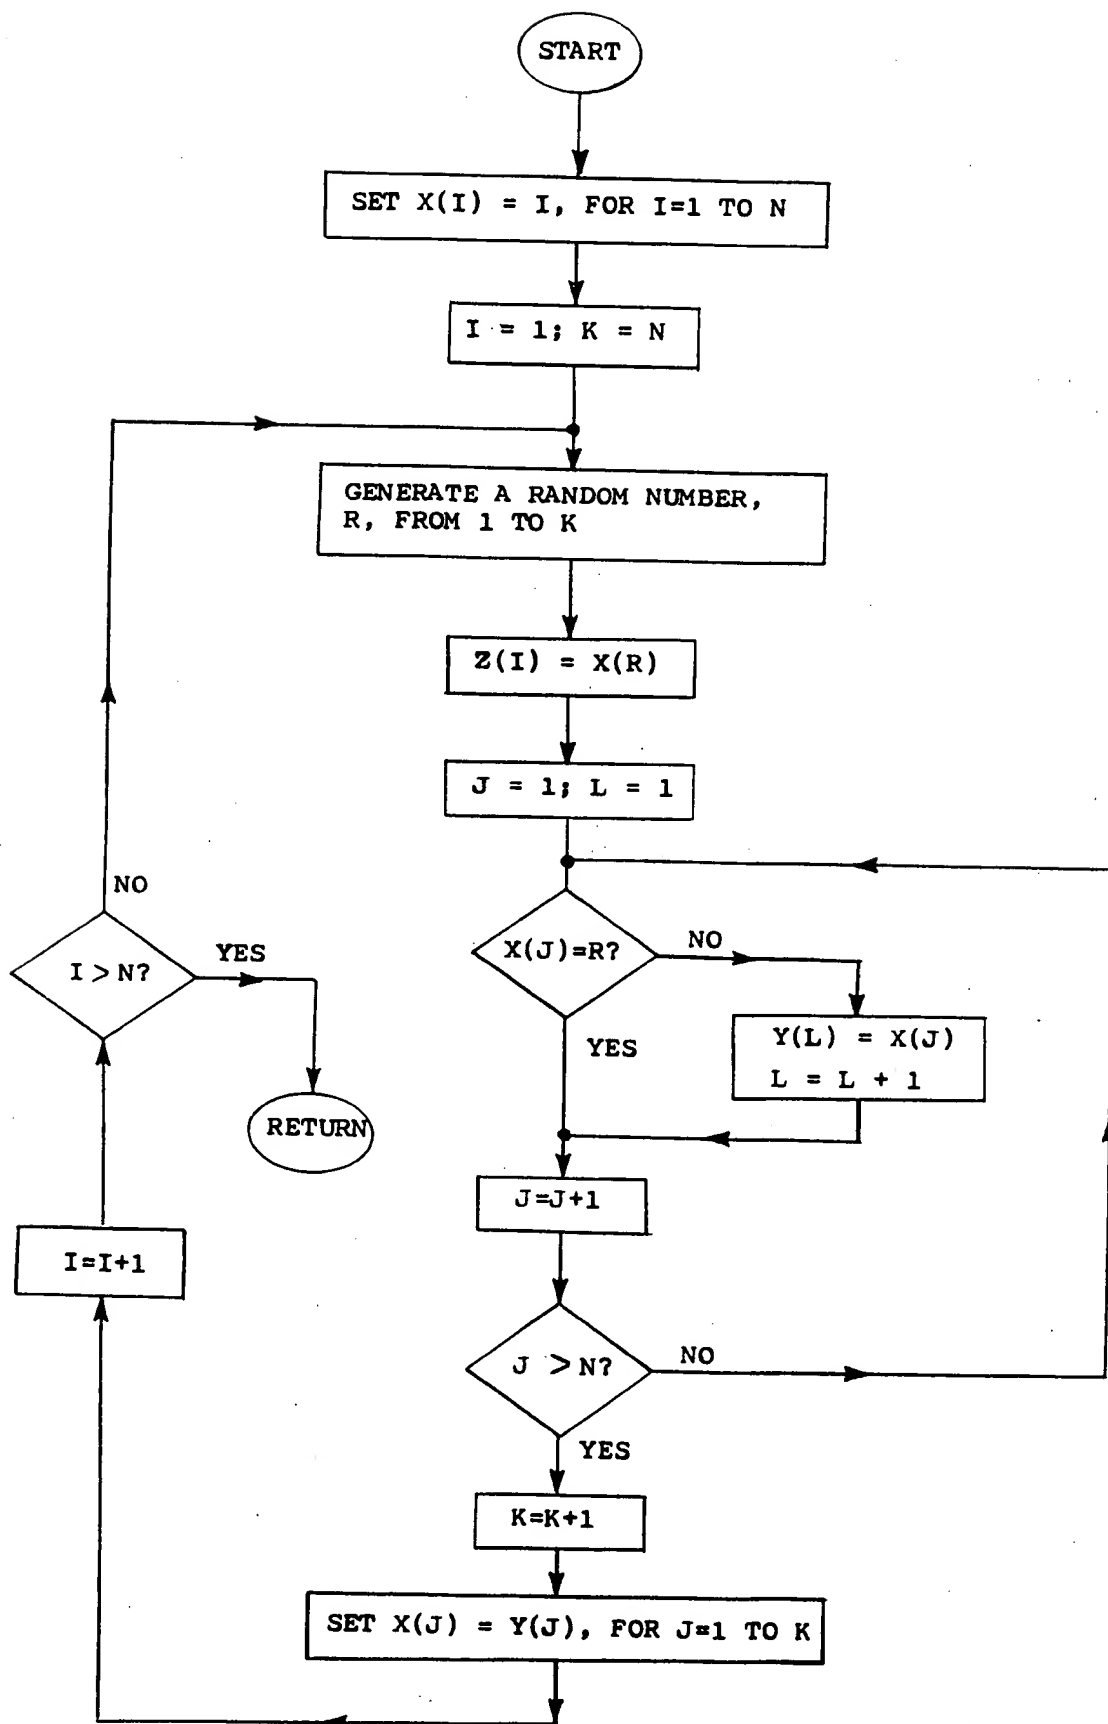 START
SET X(I) = I, FOR I=1 TO N
I = 1; K = N
GENERATE A RANDOM NUMBER,
R, FROM 1 TO K
Z(I) = X(R)
J = 1; L = 1
X(J)=R?
NO
YES
Y(L) = X(J)
L = L + 1
J=J+1
J > N?
NO
YES
K=K+1
SET X(J) = Y(J), FOR J=1 TO K
I=I+1
I > N?
NO
YES
RETURN